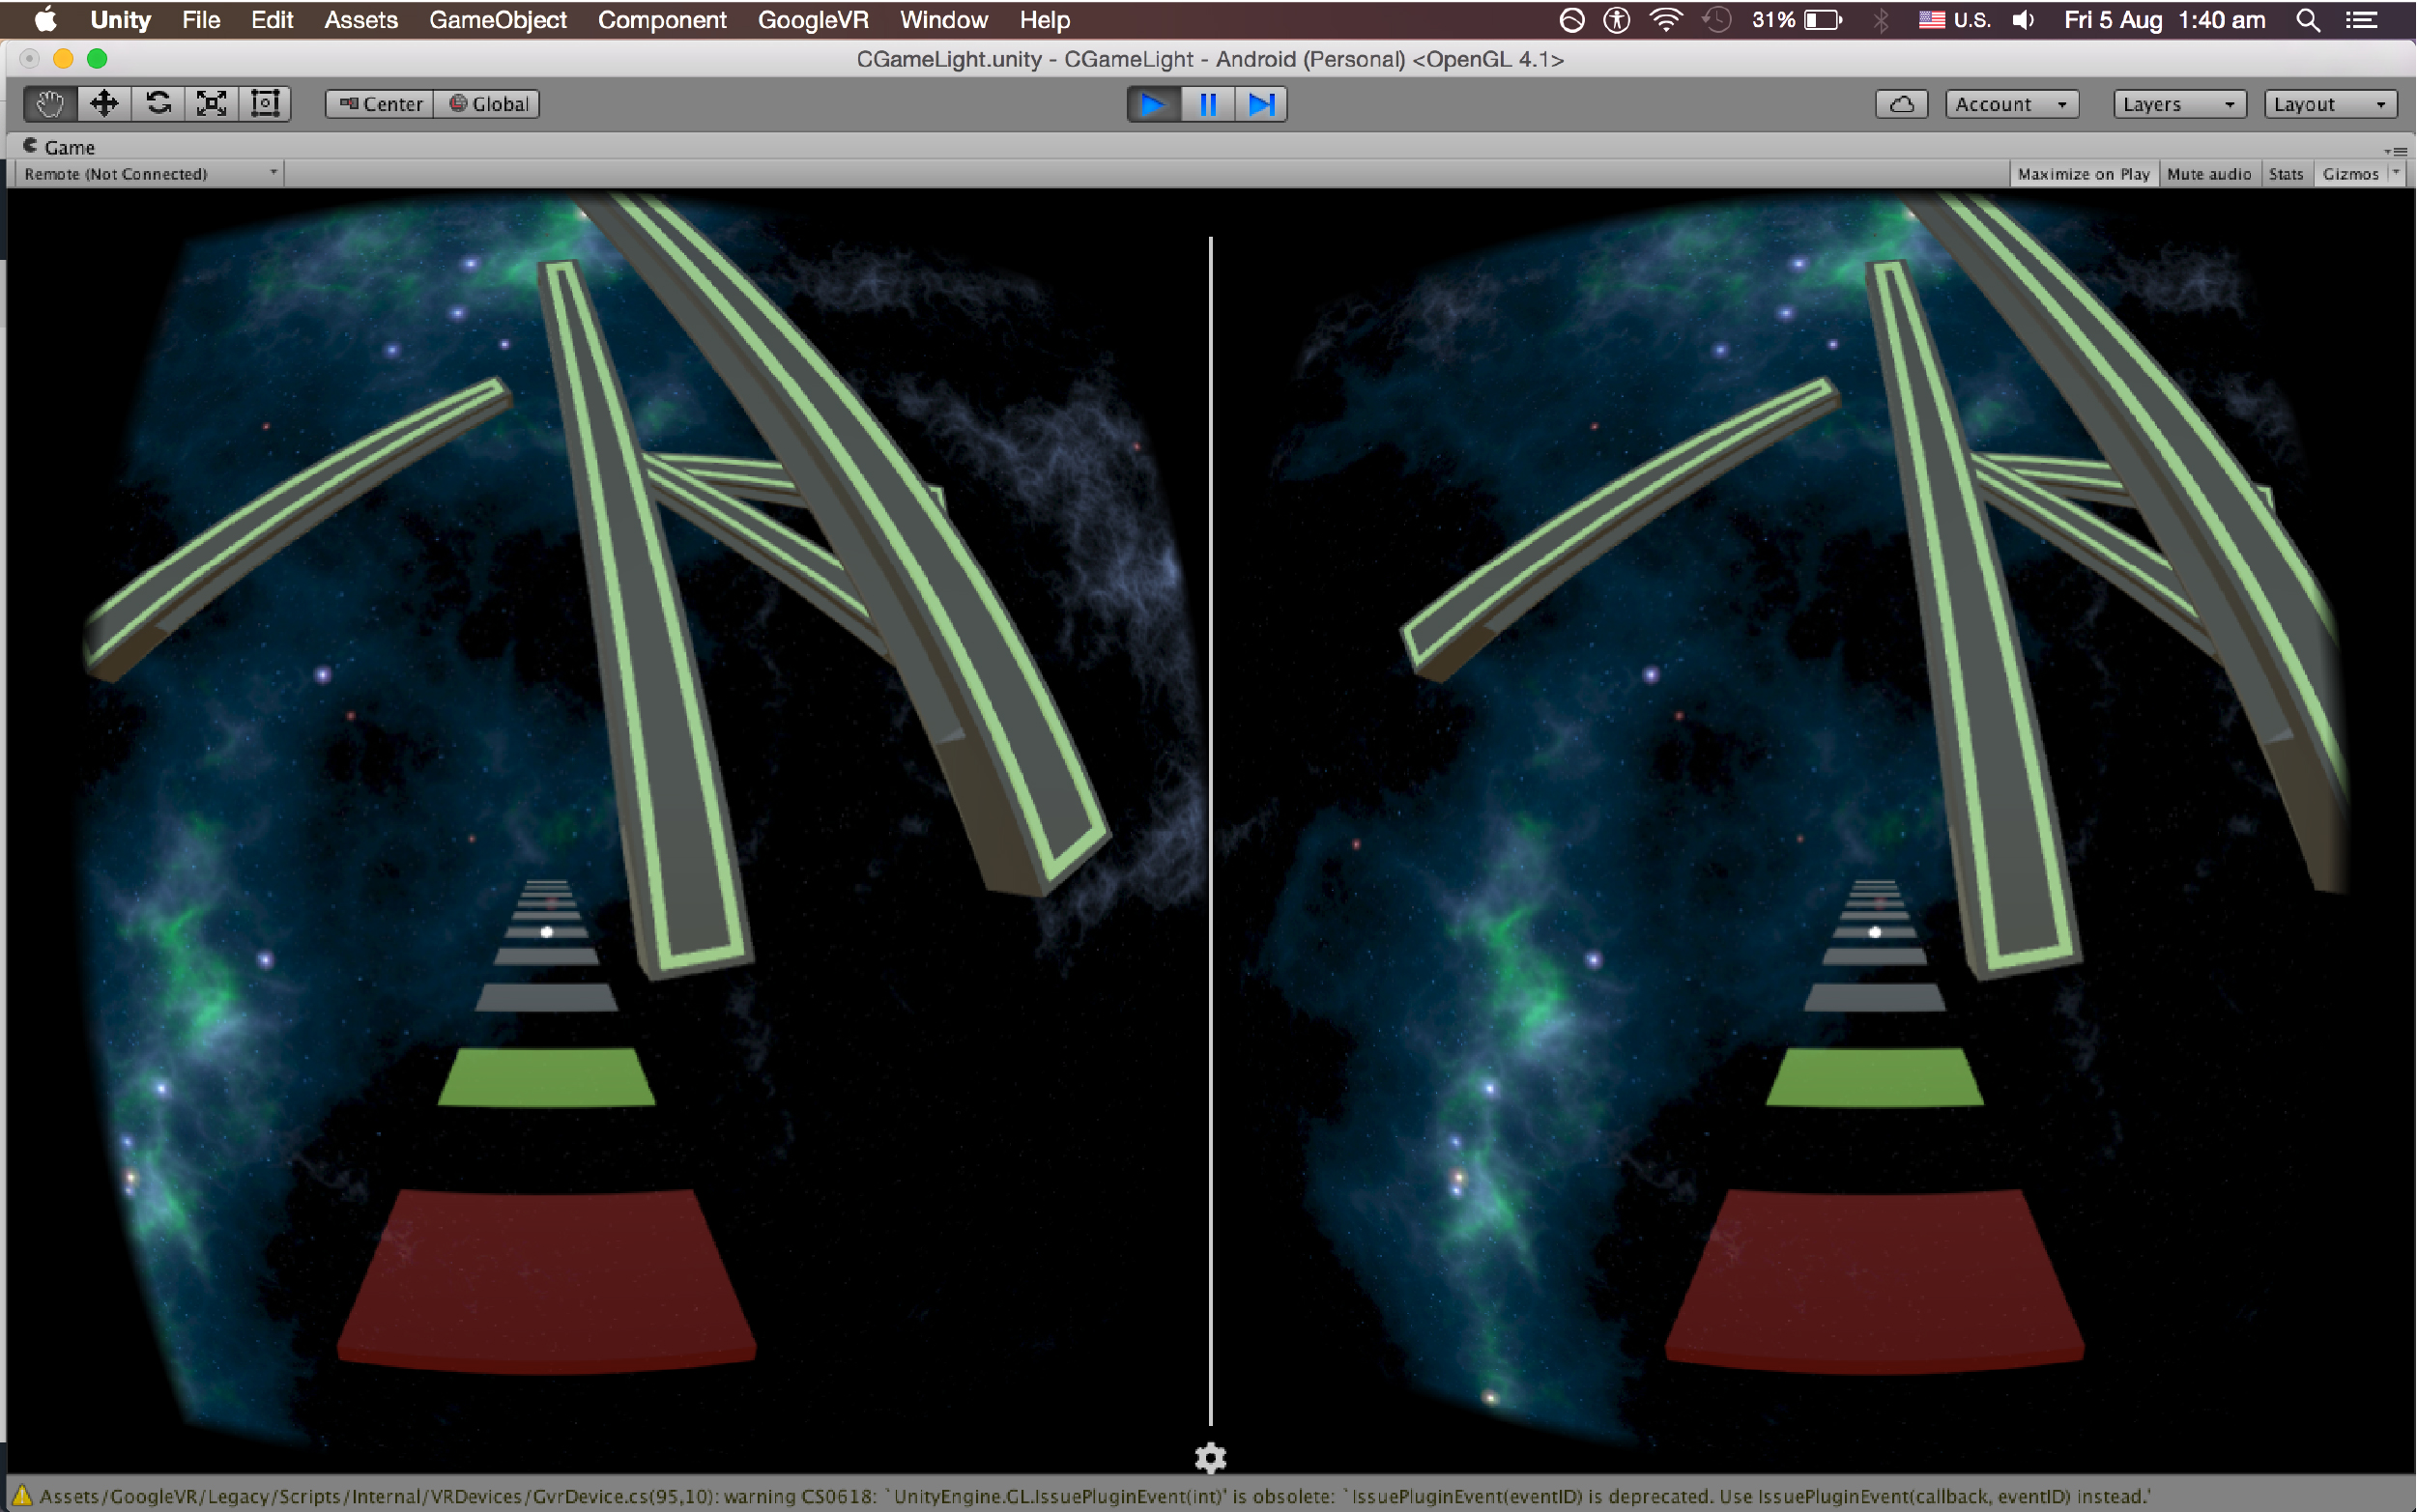 Unity File Edit Assets GameObject Component GoogleVR Window Help 31% U.S. Fri 5 Aug 1:40 am
CGameLight.unity - CGameLight - Android (Personal) <OpenGL 4.1>
Center Global Account Layers Layout
Game
Remote (Not Connected) Maximize on Play Mute audio Stats Gizmos
Assets/GoogleVR/Legacy/Scripts/Internal/VRDevices/GvrDevice.cs(95,10): warning CS0618: `UnityEngine.GL.IssuePluginEvent(int)' is obsolete: `IssuePluginEvent(eventID) is deprecated. Use IssuePluginEvent(callback, eventID) instead.'